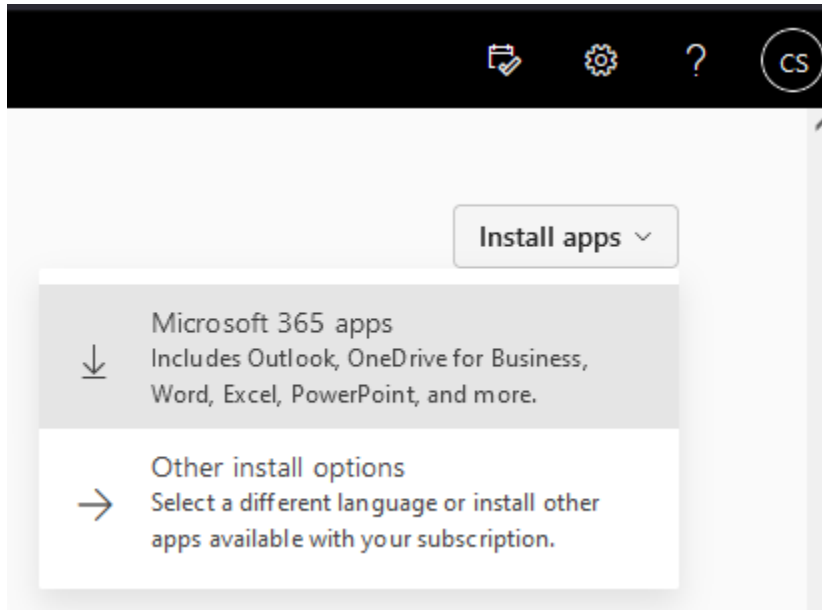 CS
Install apps
Microsoft 365 apps
Includes Outlook, OneDrive for Business,
Word, Excel, PowerPoint, and more.
Other install options
Select a different language or install other
apps available with your subscription.